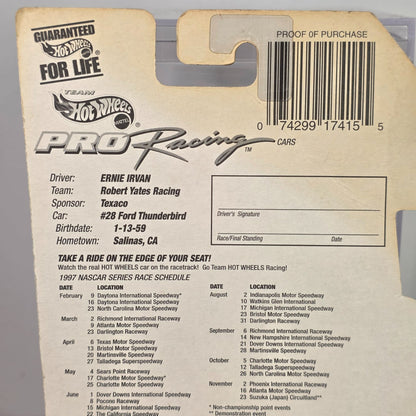 GUARANTEED
Hot Wheels
FOR LIFE
PROOF OF PURCHASE
0 74299 17415 5
TEAM
Hot Wheels
MATTEL
PRO Racing™ CARS
Driver: ERNIE IRVAN
Team: Robert Yates Racing
Sponsor: Texaco
Car: #28 Ford Thunderbird
Birthdate: 1-13-59
Hometown: Salinas, CA
Driver's Signature
Race/Final Standing Date
TAKE A RIDE ON THE EDGE OF YOUR SEAT!
Watch the real HOT WHEELS car on the racetrack! Go Team HOT WHEELS Racing!
1997 NASCAR SERIES RACE SCHEDULE
DATE LOCATION
February 9 Daytona International Speedway*
16 Daytona International Speedway
23 North Carolina Motor Speedway
March 2 Richmond International Raceway
9 Atlanta Motor Speedway
23 Darlington Raceway
April 6 Texas Motor Speedway
13 Bristol Motor Speedway
20 Martinsville Speedway
27 Talladega Superspeedway
May 4 Sears Point Raceway
17 Charlotte Motor Speedway*
25 Charlotte Motor Speedway
June 1 Dover Downs International Speedway
8 Pocono Raceway
15 Michigan International Speedway
22 The California Speedway
DATE LOCATION
August 2 Indianapolis Motor Speedway
10 Watkins Glen International
17 Michigan International Speedway
23 Bristol Motor Speedway
31 Darlington Raceway
September 6 Richmond International Raceway
14 New Hampshire International Speedway
21 Dover Downs International Speedway
28 Martinsville Speedway
October 5 Charlotte Motor Speedway
12 Talladega Superspeedway
26 North Carolina Motor Speedway
November 2 Phoenix International Raceway
16 Atlanta Motor Speedway
23 Suzuka (Japan) Circuitland**
* Non-championship point events
** Demonstration event